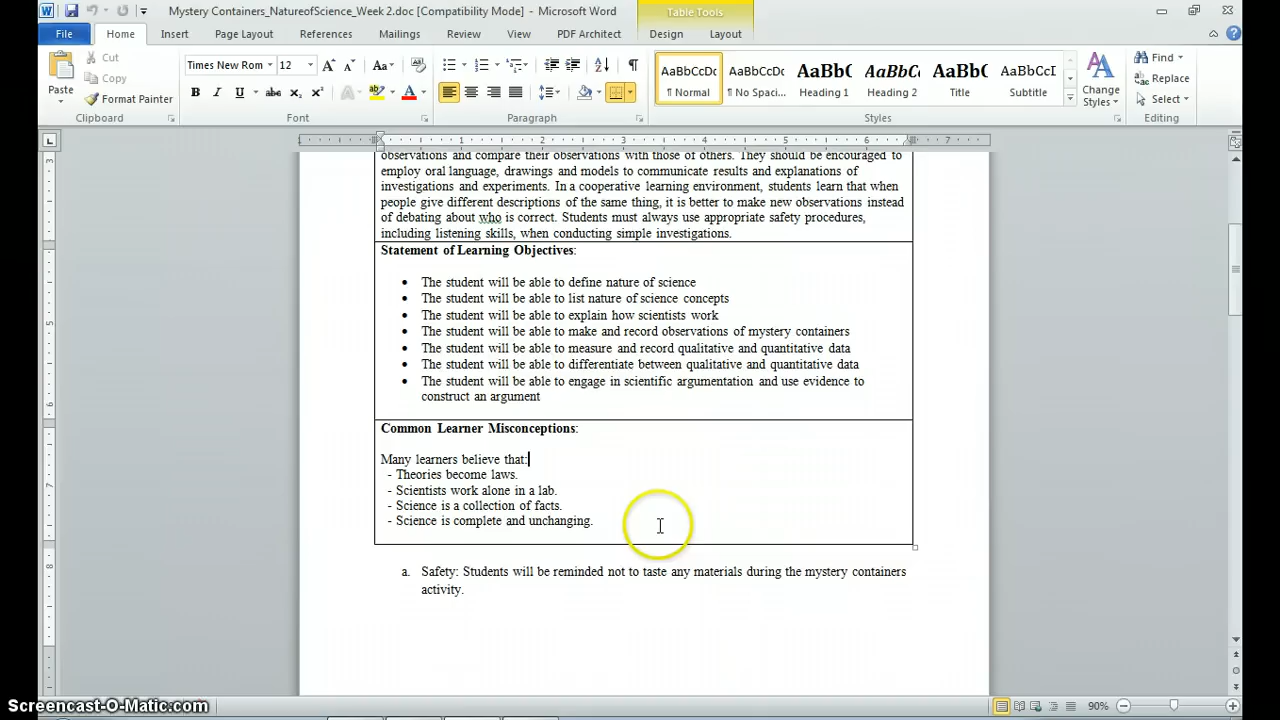 Mystery Containers_NatureofScience_Week 2.doc [Compatibility Mode] - Microsoft Word
Table Tools
File Home Insert Page Layout References Mailings Review View PDF Architect Design Layout
Paste
Cut
Copy
Format Painter
Clipboard
Times New Rom 12
Font
Paragraph
AaBbCcDc AaBbCcDc AaBbC AaBbCc AaBbC AaBbCcI
¶ Normal ¶ No Spaci... Heading 1 Heading 2 Title Subtitle
Change Styles
Styles
Find
Replace
Select
Editing
1 1 2 3 4 5 6 7
observations and compare their observations with those of others. They should be encouraged to
employ oral language, drawings and models to communicate results and explanations of
investigations and experiments. In a cooperative learning environment, students learn that when
people give different descriptions of the same thing, it is better to make new observations instead
of debating about who is correct. Students must always use appropriate safety procedures,
including listening skills, when conducting simple investigations.
Statement of Learning Objectives:
• The student will be able to define nature of science
• The student will be able to list nature of science concepts
• The student will be able to explain how scientists work
• The student will be able to make and record observations of mystery containers
• The student will be able to measure and record qualitative and quantitative data
• The student will be able to differentiate between qualitative and quantitative data
• The student will be able to engage in scientific argumentation and use evidence to
construct an argument
Common Learner Misconceptions:
Many learners believe that:
- Theories become laws.
- Scientists work alone in a lab.
- Science is a collection of facts.
- Science is complete and unchanging.
a. Safety: Students will be reminded not to taste any materials during the mystery containers
activity.
Screencast-O-Matic.com
90%